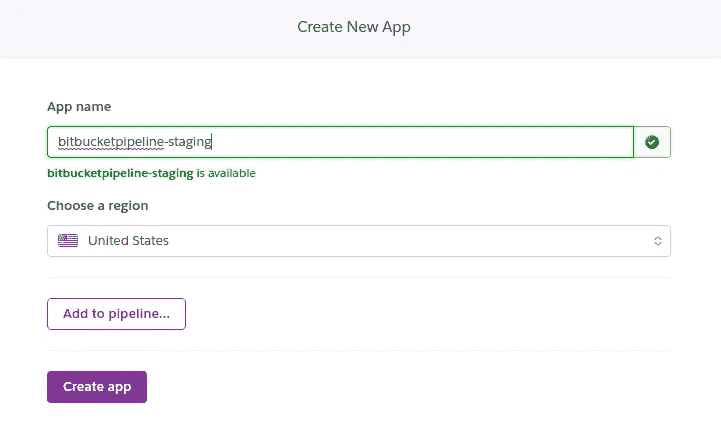 Create New App
App name
bitbucketpipeline-staging
bitbucketpipeline-staging is available
Choose a region
United States
Add to pipeline...
Create app